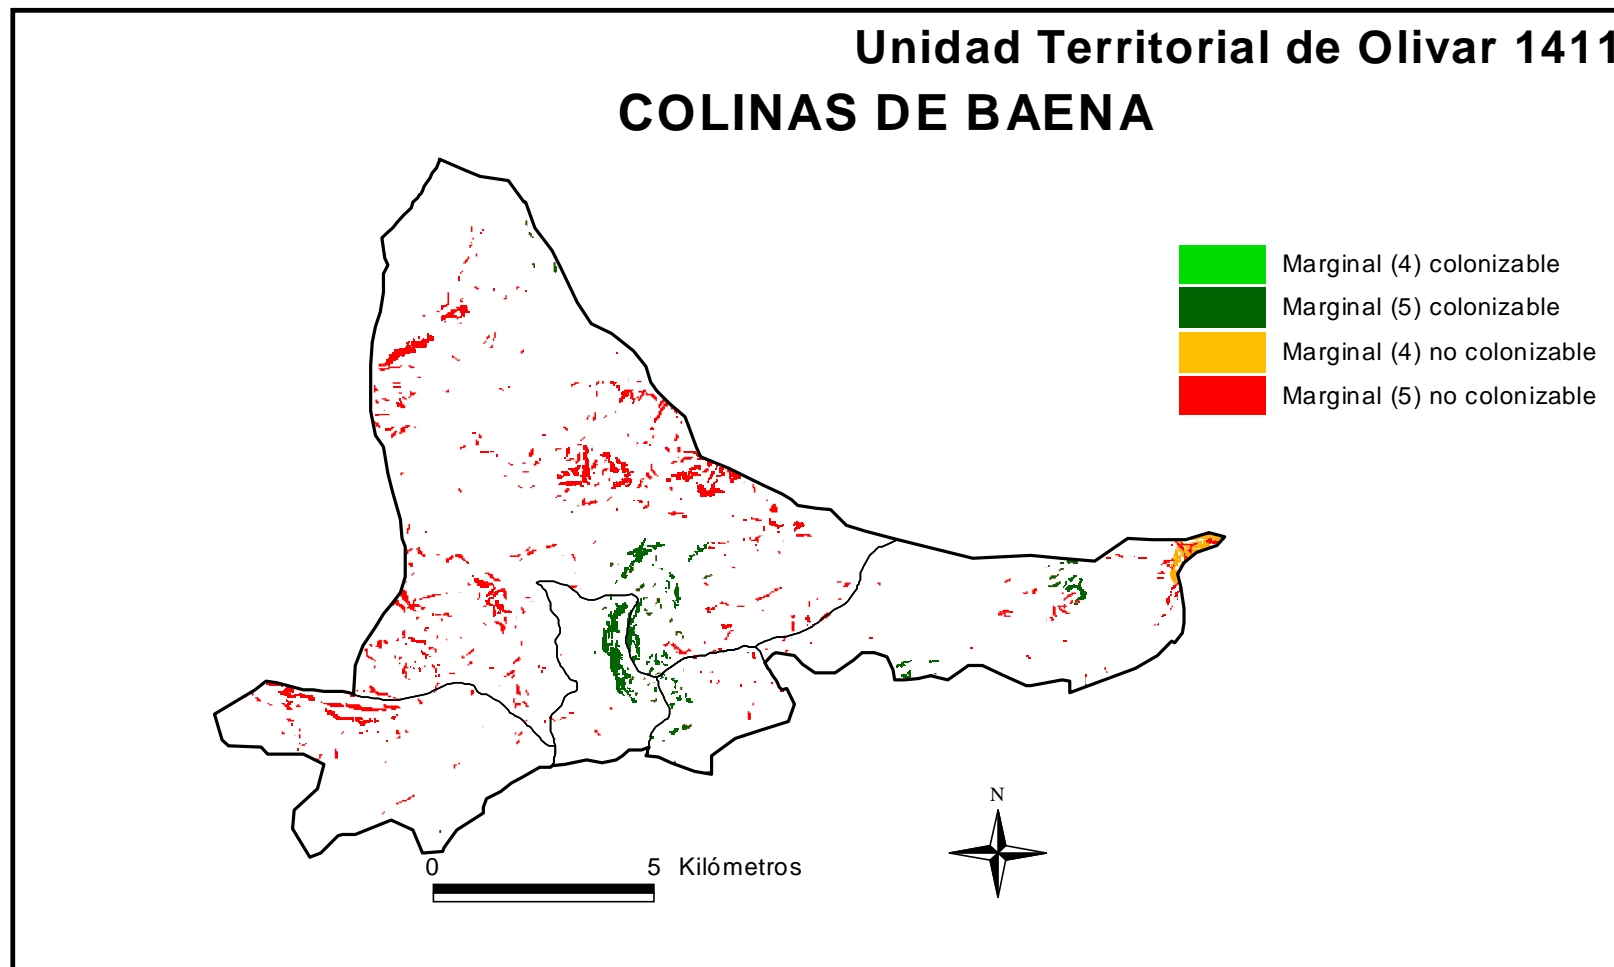 Unidad Territorial de Olivar 1411
COLINAS DE BAENA
Marginal (4) colonizable
Marginal (5) colonizable
Marginal (4) no colonizable
Marginal (5) no colonizable
N
0 5 Kilómetros